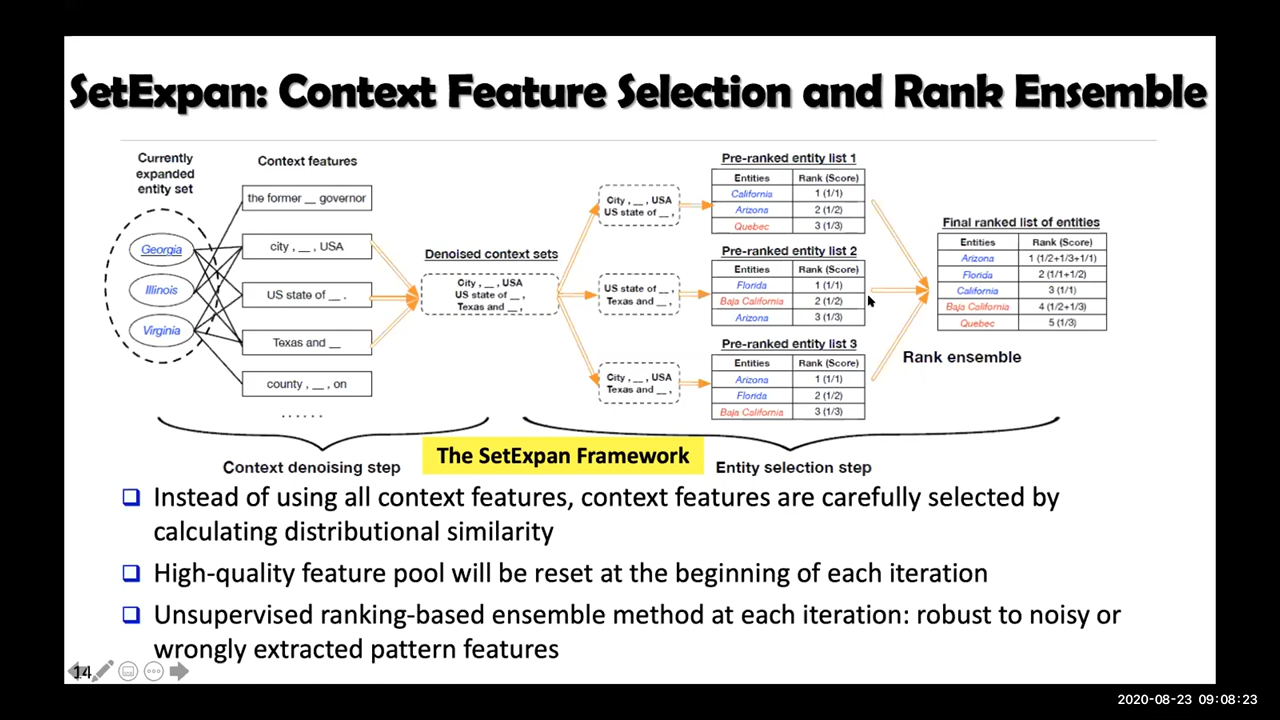 SetExpan: Context Feature Selection and Rank Ensemble
Currently
expanded
entity set
Georgia
Illinois
Virginia
Context features
the former __ governor
city , __ , USA
US state of __ .
Texas and __
county , __ , on
......
Denoised context sets
City , __ , USA
US state of __ ,
Texas and __ ,
City , __ , USA
US state of __ ,
US state of __ ,
Texas and __ ,
City , __ , USA
Texas and __ ,
Pre-ranked entity list 1
Entities Rank (Score)
California 1 (1/1)
Arizona 2 (1/2)
Quebec 3 (1/3)
Pre-ranked entity list 2
Entities Rank (Score)
Florida 1 (1/1)
Baja California 2 (1/2)
Arizona 3 (1/3)
Pre-ranked entity list 3
Entities Rank (Score)
Arizona 1 (1/1)
Florida 2 (1/2)
Baja California 3 (1/3)
Final ranked list of entities
Entities Rank (Score)
Arizona 1 (1/2+1/3+1/1)
Florida 2 (1/1+1/2)
California 3 (1/1)
Baja California 4 (1/2+1/3)
Quebec 5 (1/3)
Rank ensemble
Context denoising step
The SetExpan Framework
Entity selection step
Instead of using all context features, context features are carefully selected by
calculating distributional similarity
High-quality feature pool will be reset at the beginning of each iteration
Unsupervised ranking-based ensemble method at each iteration: robust to noisy or
wrongly extracted pattern features
14
2020-08-23 09:08:23